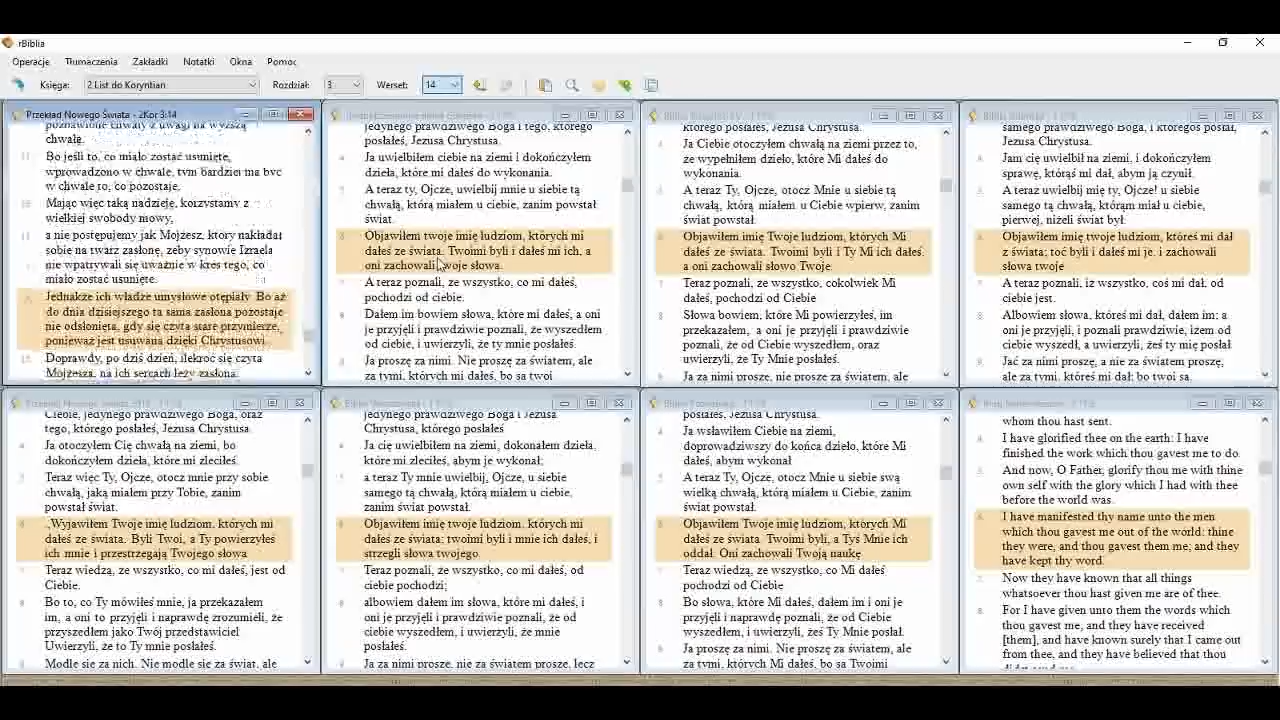 rBiblia
Operacje Tłumaczenia Zakładki Notatki Okna Pomoc
Księga: 2 List do Koryntian Rozdział: 3 Werset: 14
Przekład Nowego Świata - 2Kor 3:14
poznawione chwały z uwagi na wyższą
chwałę.
Bo jeśli to, co miało zostać usunięte,
wprowadzono w chwale, tym bardziej ma być
w chwale to, co pozostaje.
Mając więc taką nadzieję, korzystamy z
wielkiej swobody mowy,
a nie postępujemy jak Mojżesz, który nakładał
sobie na twarz zasłonę, żeby synowie Izraela
nie wpatrywali się uważnie w kres tego, co
miało zostać usunięte.
Jednakże ich władze umysłowe otępiały. Bo aż
do dnia dzisiejszego ta sama zasłona pozostaje
nie odsłonięta, gdy się czyta stare przymierze,
ponieważ jest usuwana dzięki Chrystusowi.
Doprawdy, po dziś dzień, ilekroć się czyta
Mojżesza, na ich sercach leży zasłona.
jedynego prawdziwego Boga i tego, którego
posłałeś, Jezusa Chrystusa.
Ja uwielbiłem ciebie na ziemi i dokończyłem
dzieła, które mi dałeś do wykonania.
A teraz ty, Ojcze, uwielbij mnie u siebie tą
chwałą, którą miałem u ciebie, zanim powstał
świat.
Objawiłem twoje imię ludziom, których mi
dałeś ze świata. Twoimi byli i dałeś mi ich, a
oni zachowali twoje słowa.
A teraz poznali, że wszystko, co mi dałeś,
pochodzi od ciebie.
Dałem im bowiem słowa, które mi dałeś, a oni
je przyjęli i prawdziwie poznali, że wyszedłem
od ciebie, i uwierzyli, że ty mnie posłałeś.
Ja proszę za nimi. Nie proszę za światem, ale
za tymi, których mi dałeś, bo są twoi
którego posłałeś, Jezusa Chrystusa.
Ja Ciebie otoczyłem chwałą na ziemi przez to,
że wypełniłem dzieło, które Mi dałeś do
wykonania.
A teraz Ty, Ojcze, otocz Mnie u siebie tą
chwałą, którą miałem u Ciebie wpierw, zanim
świat powstał.
Objawiłem imię Twoje ludziom, których Mi
dałeś ze świata. Twoimi byli i Ty Mi ich dałeś,
a oni zachowali słowo Twoje.
Teraz poznali, że wszystko, cokolwiek Mi
dałeś, pochodzi od Ciebie.
Słowa bowiem, które Mi powierzyłeś, im
przekazałem, a oni je przyjęli i prawdziwie
poznali, że od Ciebie wyszedłem, oraz
uwierzyli, że Ty Mnie posłałeś.
Ja za nimi proszę, nie proszę za światem, ale
samego prawdziwego Boga, i któregoś posłał,
Jezusa Chrystusa.
Jam cię uwielbił na ziemi, i dokończyłem
sprawę, którąś mi dał, abym ją czynił.
A teraz uwielbij mię ty, Ojcze! u siebie
samego tą chwałą, którąm miał u ciebie,
pierwej, niżeli świat był.
Objawiłem imię twoje ludziom, któreś mi dał
z świata; toć byli i dałeś mi je, i zachowali
słowa twoje.
A teraz poznali, iż wszystko, coś mi dał, od
ciebie jest.
Albowiem słowa, któreś mi dał, dałem im; a
oni je przyjęli, i poznali prawdziwie, iżem od
ciebie wyszedł, a uwierzyli, żeś ty mię posłał
Jać za nimi proszę, a nie za światem proszę,
ale za tymi, któreś mi dał; bo twoi są.
Ciebie, jedynego prawdziwego Boga, oraz
tego, którego posłałeś, Jezusa Chrystusa.
Ja otoczyłem Cię chwałą na ziemi, bo
dokończyłem dzieła, które mi zleciłeś.
Teraz więc Ty, Ojcze, otocz mnie przy sobie
chwałą, jaką miałem przy Tobie, zanim
powstał świat.
„Wyjawiłem Twoje imię ludziom, których mi
dałeś ze świata. Byli Twoi, a Ty powierzyłeś
ich mnie i przestrzegają Twojego słowa.
Teraz wiedzą, że wszystko, co mi dałeś, jest od
Ciebie.
Bo to, co Ty mówiłeś mnie, ja przekazałem
im, a oni to przyjęli i naprawdę zrozumieli, że
przyszedłem jako Twój przedstawiciel.
Uwierzyli, że to Ty mnie posłałeś.
Modlę się za nich. Nie modlę się za świat, ale
Ciebie, jedynego prawdziwego Boga i Jezusa
Chrystusa, którego posłałeś
Ja cię uwielbiłem na ziemi, dokonałem dzieła,
które mi zleciłeś, abym je wykonał;
a teraz Ty mnie uwielbij, Ojcze, u siebie
samego tą chwałą, którą miałem u ciebie,
zanim świat powstał.
Objawiłem imię twoje ludziom, których mi
dałeś ze świata; twoimi byli i mnie ich dałeś, i
strzegli słowa twojego.
Teraz poznali, że wszystko, co mi dałeś, od
ciebie pochodzi;
albowiem dałem im słowa, które mi dałeś, i
oni je przyjęli i prawdziwie poznali, że od
ciebie wyszedłem, i uwierzyli, że mnie
posłałeś.
Ja za nimi proszę, nie za światem proszę, lecz
posłałeś, Jezusa Chrystusa.
Ja wsławiłem Ciebie na ziemi,
doprowadziwszy do końca dzieło, które Mi
dałeś, abym wykonał
A teraz Ty, Ojcze, otocz Mnie u siebie swą
wielką chwałą, którą miałem u Ciebie, zanim
świat powstał
Objawiłem Twoje imię ludziom, których Mi
dałeś ze świata. Twoimi byli, a Tyś Mnie ich
oddał. Oni zachowali Twoją naukę
Teraz wiedzą, że wszystko, co Mi dałeś
pochodzi od Ciebie
Bo słowa, które Mi dałeś, dałem im i oni je
przyjęli i naprawdę poznali, że od Ciebie
wyszedłem, i uwierzyli, żeś Ty Mnie posłał.
Ja proszę za nimi. Nie proszę za światem, ale
za tymi, których Mi dałeś, bo są Twoimi
whom thou hast sent.
I have glorified thee on the earth: I have
finished the work which thou gavest me to do.
And now, O Father, glorify thou me with thine
own self with the glory which I had with thee
before the world was.
I have manifested thy name unto the men
which thou gavest me out of the world: thine
they were, and thou gavest them me; and they
have kept thy word.
Now they have known that all things
whatsoever thou hast given me are of thee.
For I have given unto them the words which
thou gavest me; and they have received
[them], and have known surely that I came out
from thee, and they have believed that thou